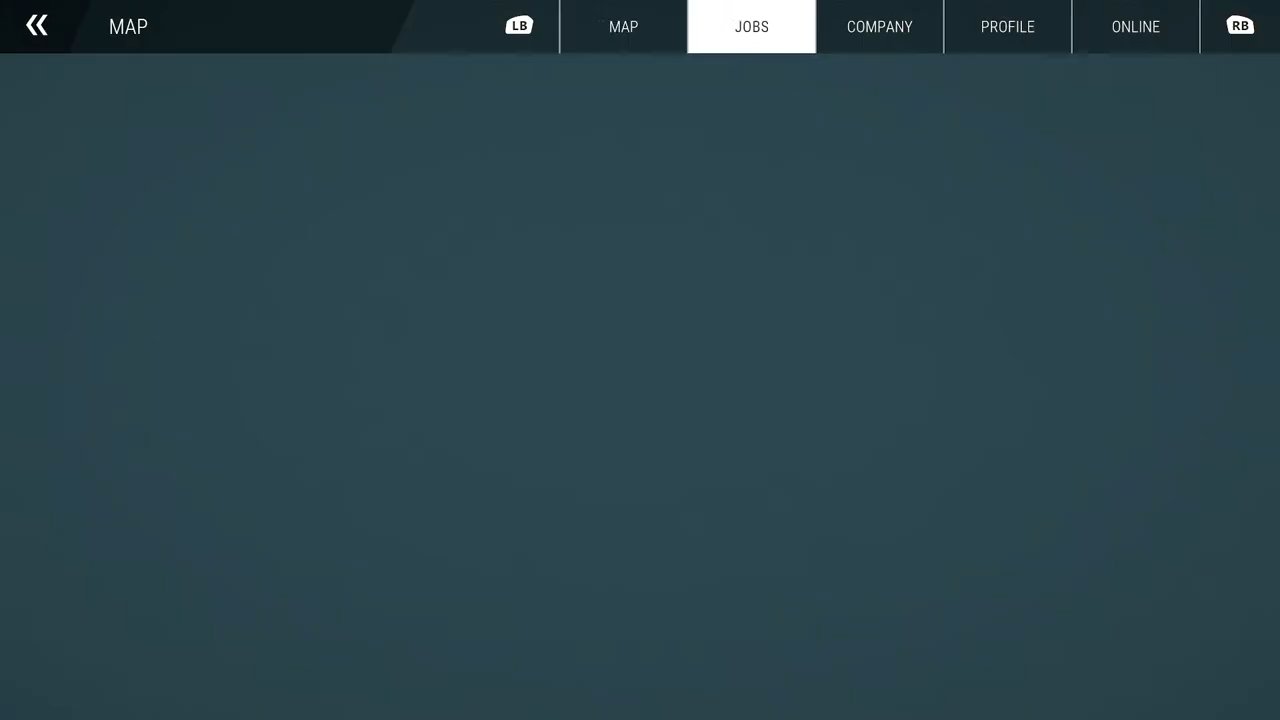 MAP
LB
MAP
JOBS
COMPANY
PROFILE
ONLINE
RB